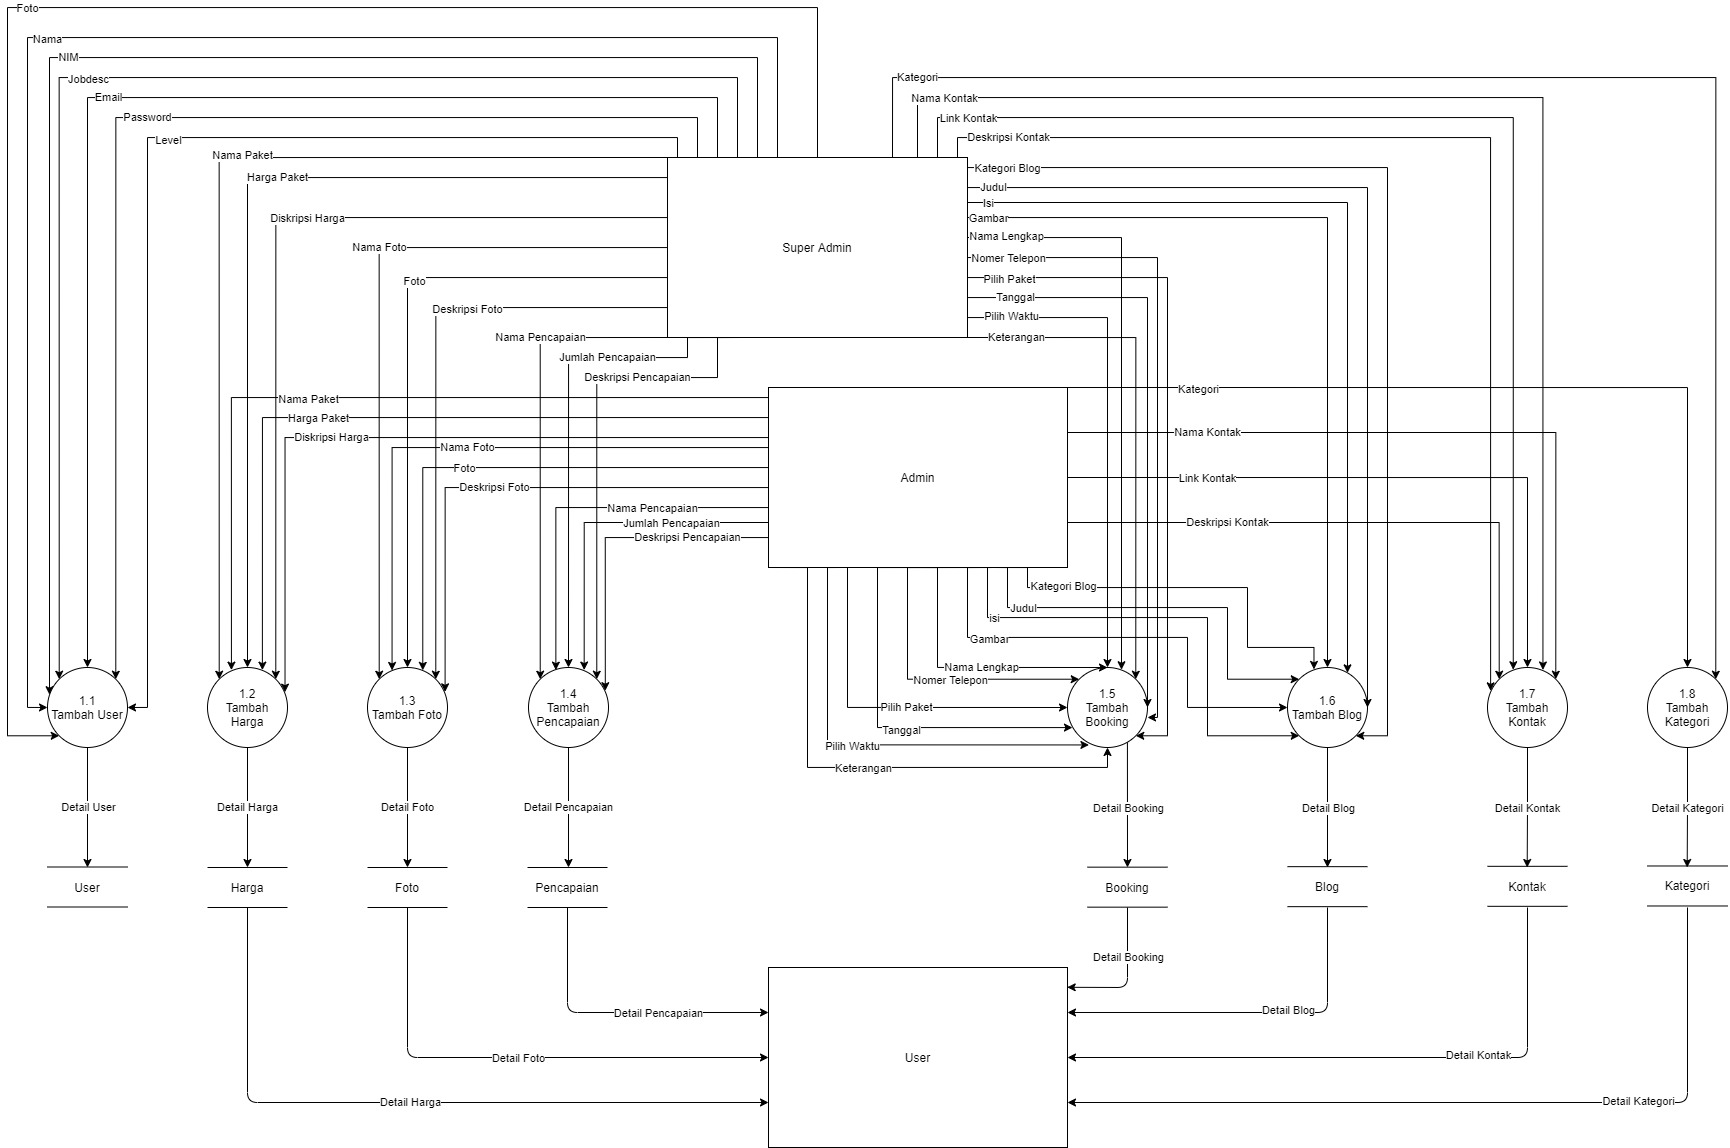 Foto
Nama
NIM
Jobdesc
Email
Password
Level
Kategori
Nama Kontak
Link Kontak
Deskripsi Kontak
Nama Paket
Harga Paket
Diskripsi Harga
Nama Foto
Foto
Deskripsi Foto
Nama Pencapaian
Jumlah Pencapaian
Deskripsi Pencapaian
Super Admin
Kategori Blog
Judul
Isi
Gambar
Nama Lengkap
Nomer Telepon
Pilih Paket
Tanggal
Pilih Waktu
Keterangan
Nama Paket
Harga Paket
Diskripsi Harga
Nama Foto
Foto
Deskripsi Foto
Nama Pencapaian
Jumlah Pencapaian
Deskripsi Pencapaian
Admin
Kategori
Nama Kontak
Link Kontak
Deskripsi Kontak
Kategori Blog
Judul
isi
Gambar
Nama Lengkap
Nomer Telepon
Pilih Paket
Tanggal
Pilih Waktu
Keterangan
1.1
Tambah User
1.2
Tambah
Harga
1.3
Tambah Foto
1.4
Tambah
Pencapaian
1.5
Tambah
Booking
1.6
Tambah Blog
1.7
Tambah
Kontak
1.8
Tambah
Kategori
Detail User
Detail Harga
Detail Foto
Detail Pencapaian
Detail Booking
Detail Blog
Detail Kontak
Detail Kategori
User
Harga
Foto
Pencapaian
Booking
Blog
Kontak
Kategori
Detail Booking
Detail Pencapaian
Detail Blog
Detail Foto
User
Detail Kontak
Detail Harga
Detail Kategori